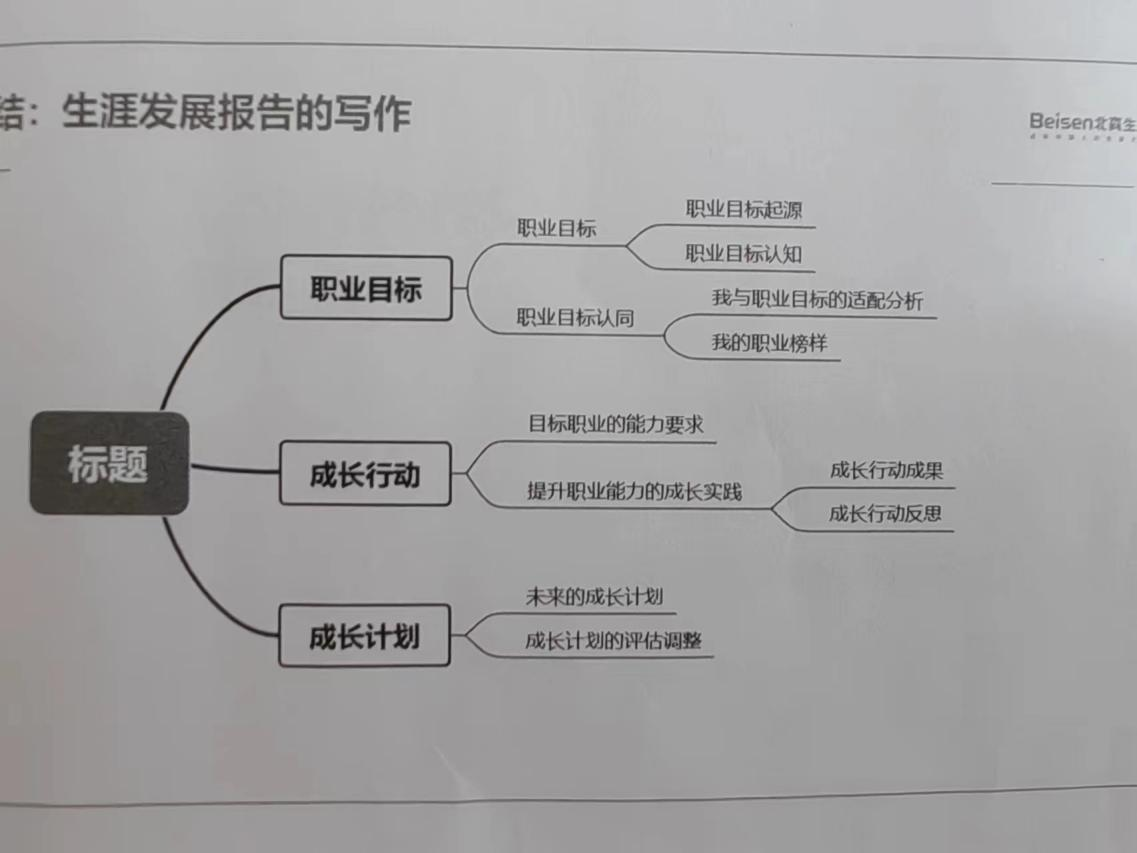 结：生涯发展报告的写作
Beisen北森生
标题
职业目标
职业目标
职业目标起源
职业目标认知
职业目标认同
我与职业目标的适配分析
我的职业榜样
成长行动
目标职业的能力要求
提升职业能力的成长实践
成长行动成果
成长行动反思
成长计划
未来的成长计划
成长计划的评估调整